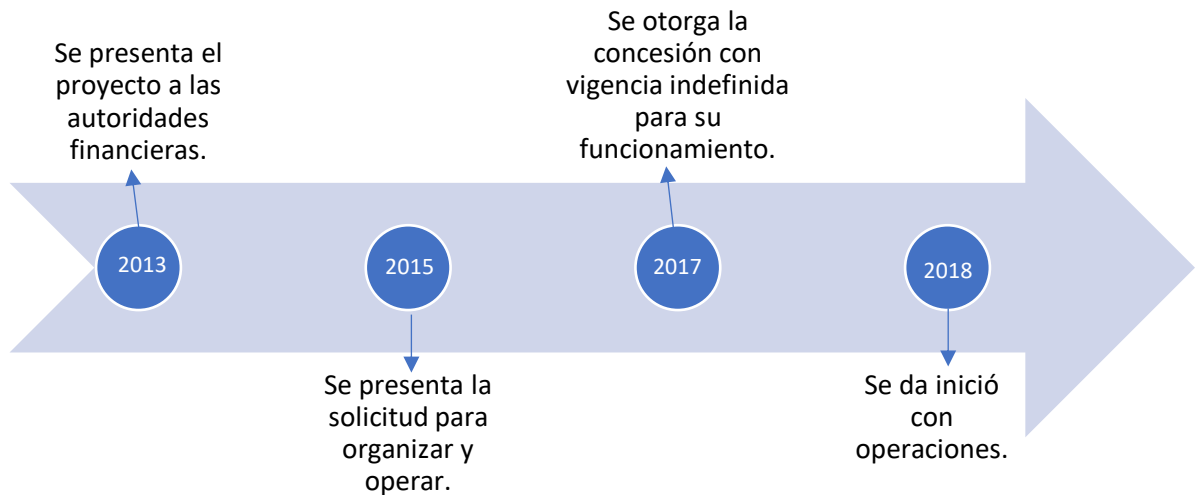 Se presenta el
proyecto a las
autoridades
financieras.
Se otorga la
concesión con
vigencia indefinida
para su
funcionamiento.
2013
2015
2017
2018
Se presenta la
solicitud para
organizar y
operar.
Se da inició
con
operaciones.